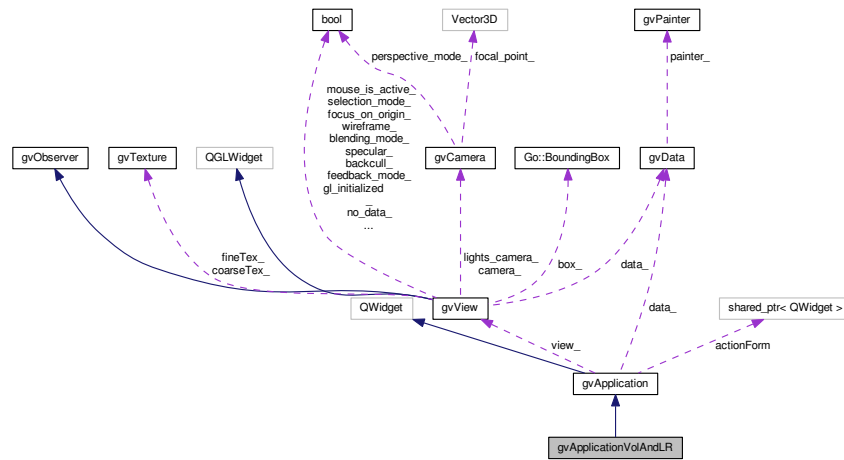 bool
Vector3D
gvPainter
perspective_mode_
focal_point_
painter_
mouse_is_active_
selection_mode_
focus_on_origin_
wireframe_
blending_mode_
specular_
backcull_
feedback_mode_
gl_initialized
_
no_data_
...
gvObserver
gvTexture
QGLWidget
gvCamera
Go::BoundingBox
gvData
fineTex_
coarseTex_
lights_camera_
camera_
box_
data_
QWidget
gvView
data_
shared_ptr< QWidget >
view_
actionForm
gvApplication
gvApplicationVolAndLR